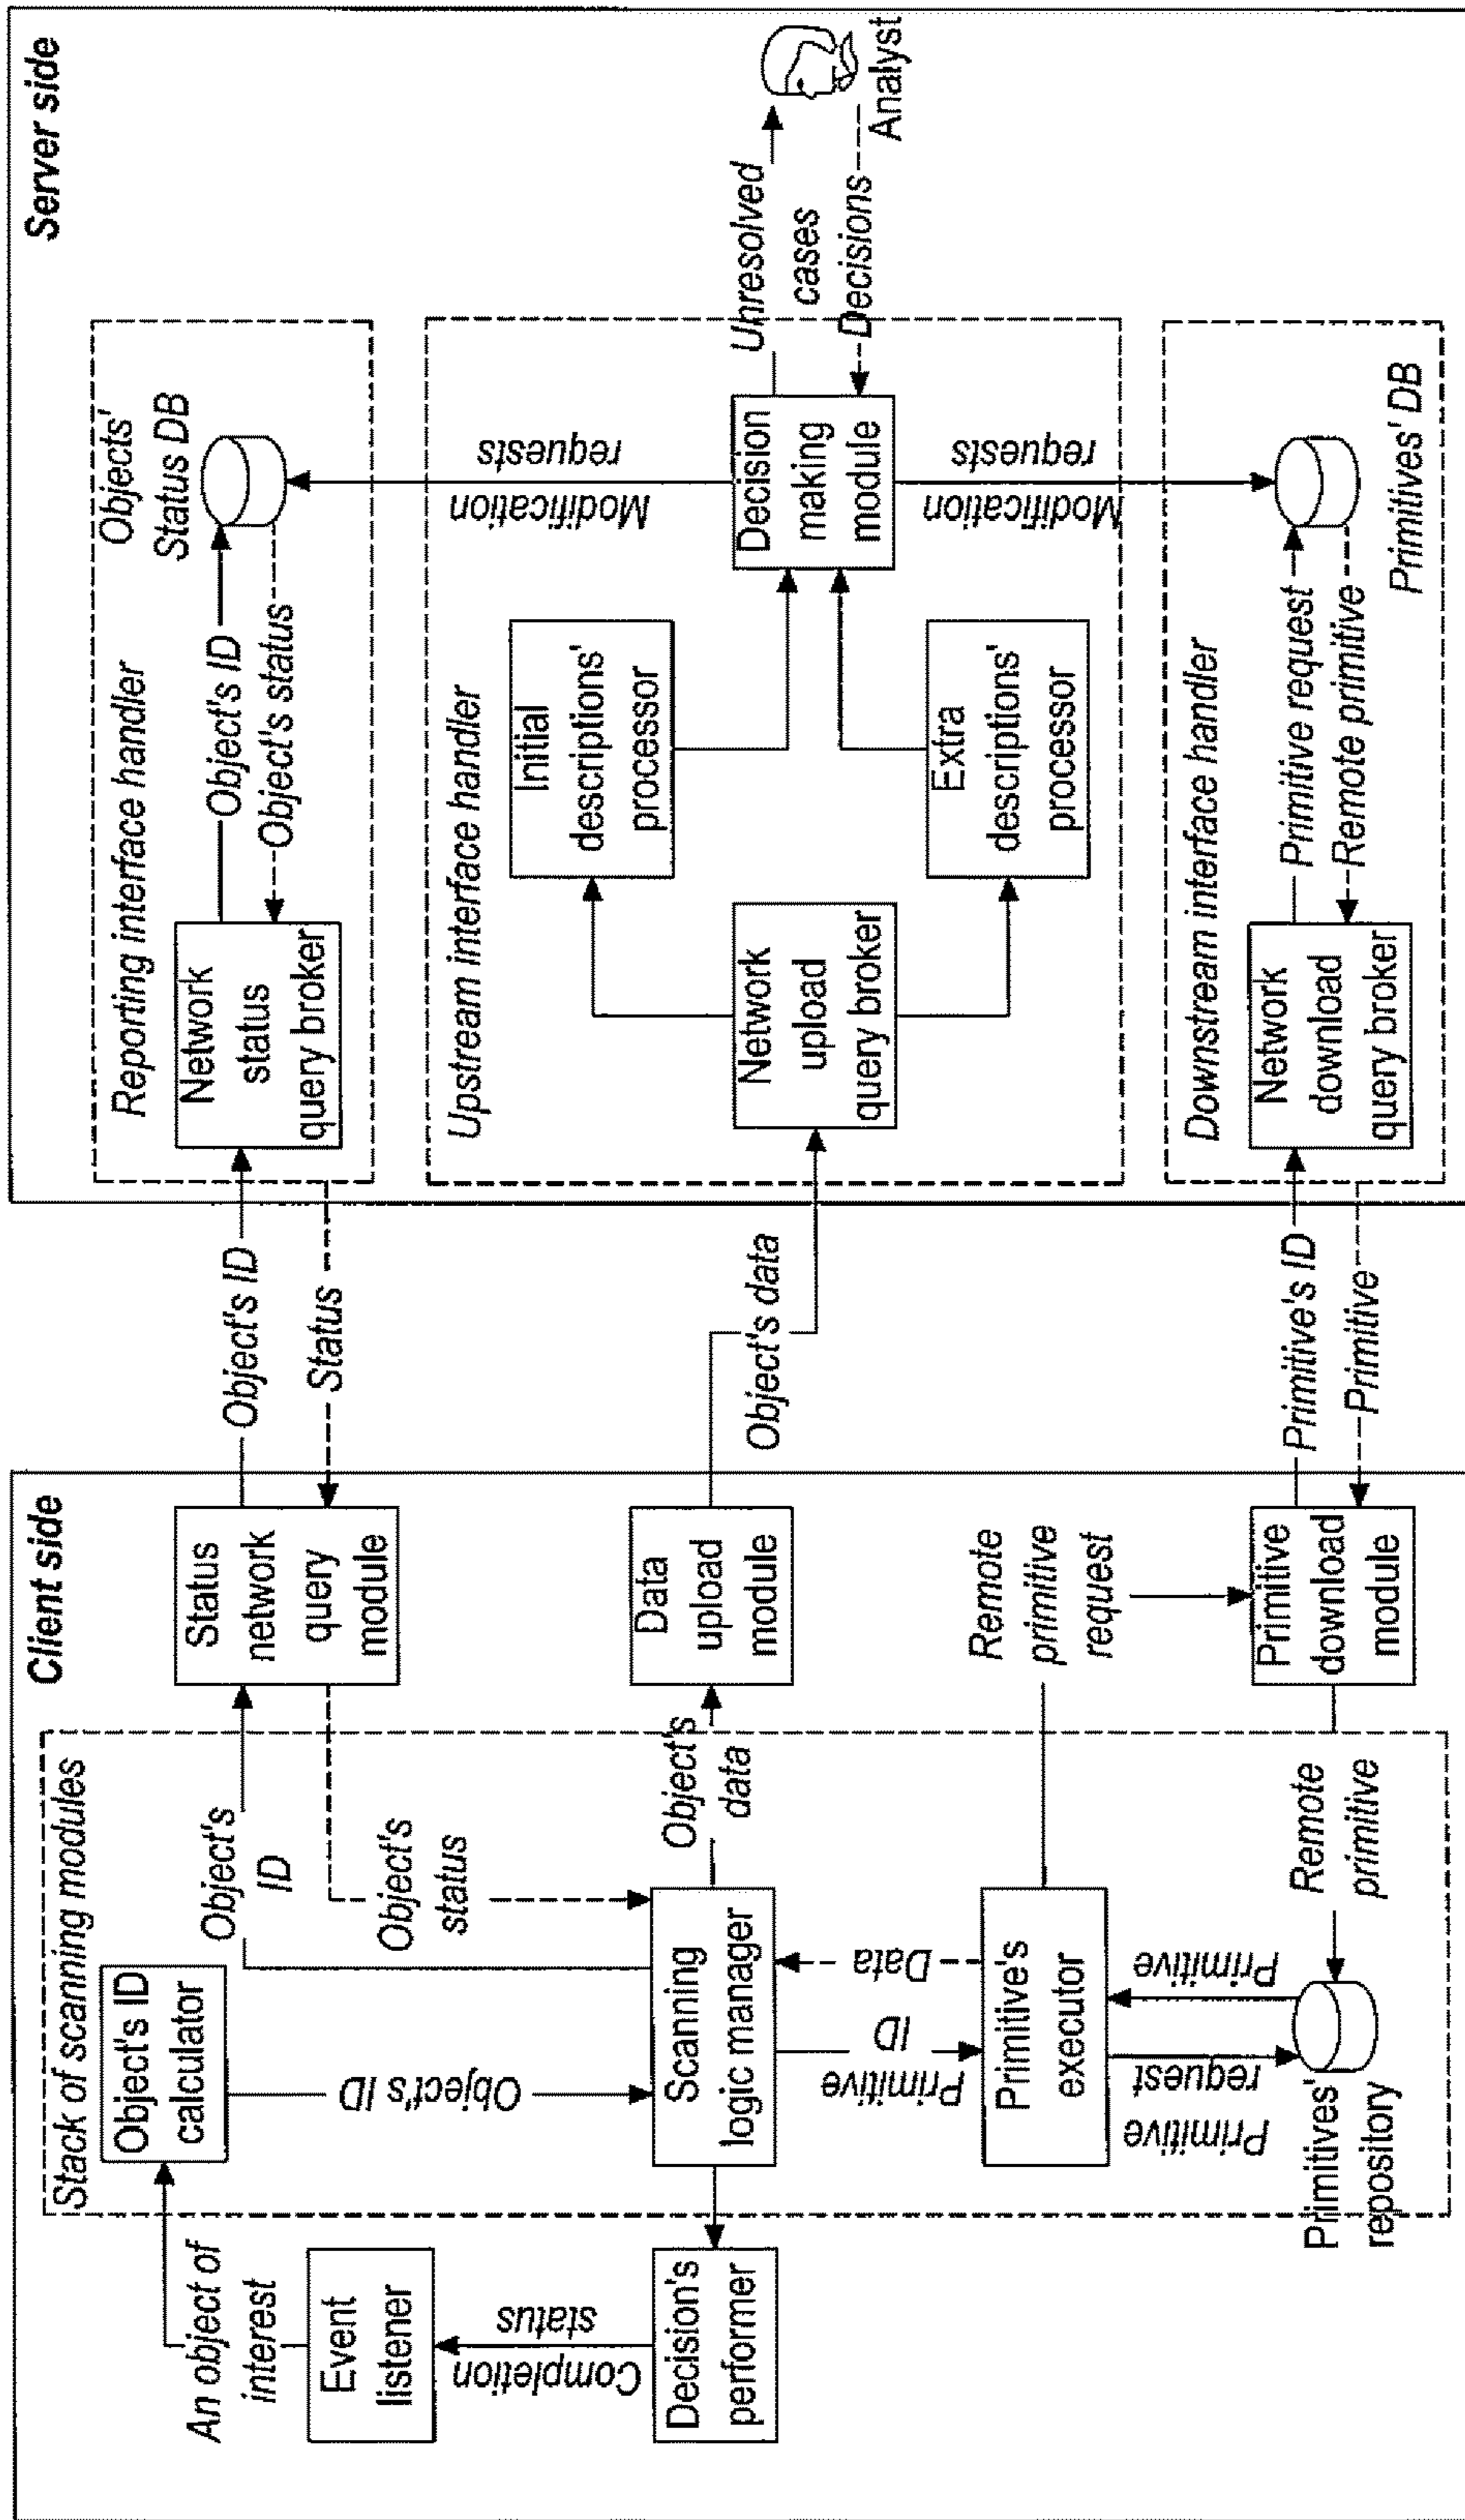 Client side
Stack of scanning modules
An object of
interest
Event
listener
Completion
status
Decision's
performer
Object's ID
calculator
Object's ID
Scanning
logic manager
Object's
ID
Object's
status
Object's
data
Primitive
ID
Data
Primitive's
executor
Primitive
request
Primitive
Primitives'
repository
Remote
primitive
Status
network
query
module
Data
upload
module
Remote
primitive
request
Primitive
download
module
Object's ID
Status
Object's data
Primitive's ID
Primitive
Server side
Reporting interface handler
Network
status
query broker
Object's ID
Object's status
Objects'
Status DB
Upstream interface handler
Network
upload
query broker
Initial
descriptions'
processor
Extra
descriptions'
processor
Modification
requests
Decision
making
module
Modification
requests
Unresolved
cases
Decisions
Analyst
Downstream interface handler
Network
download
query broker
Primitive request
Remote primitive
Primitives' DB